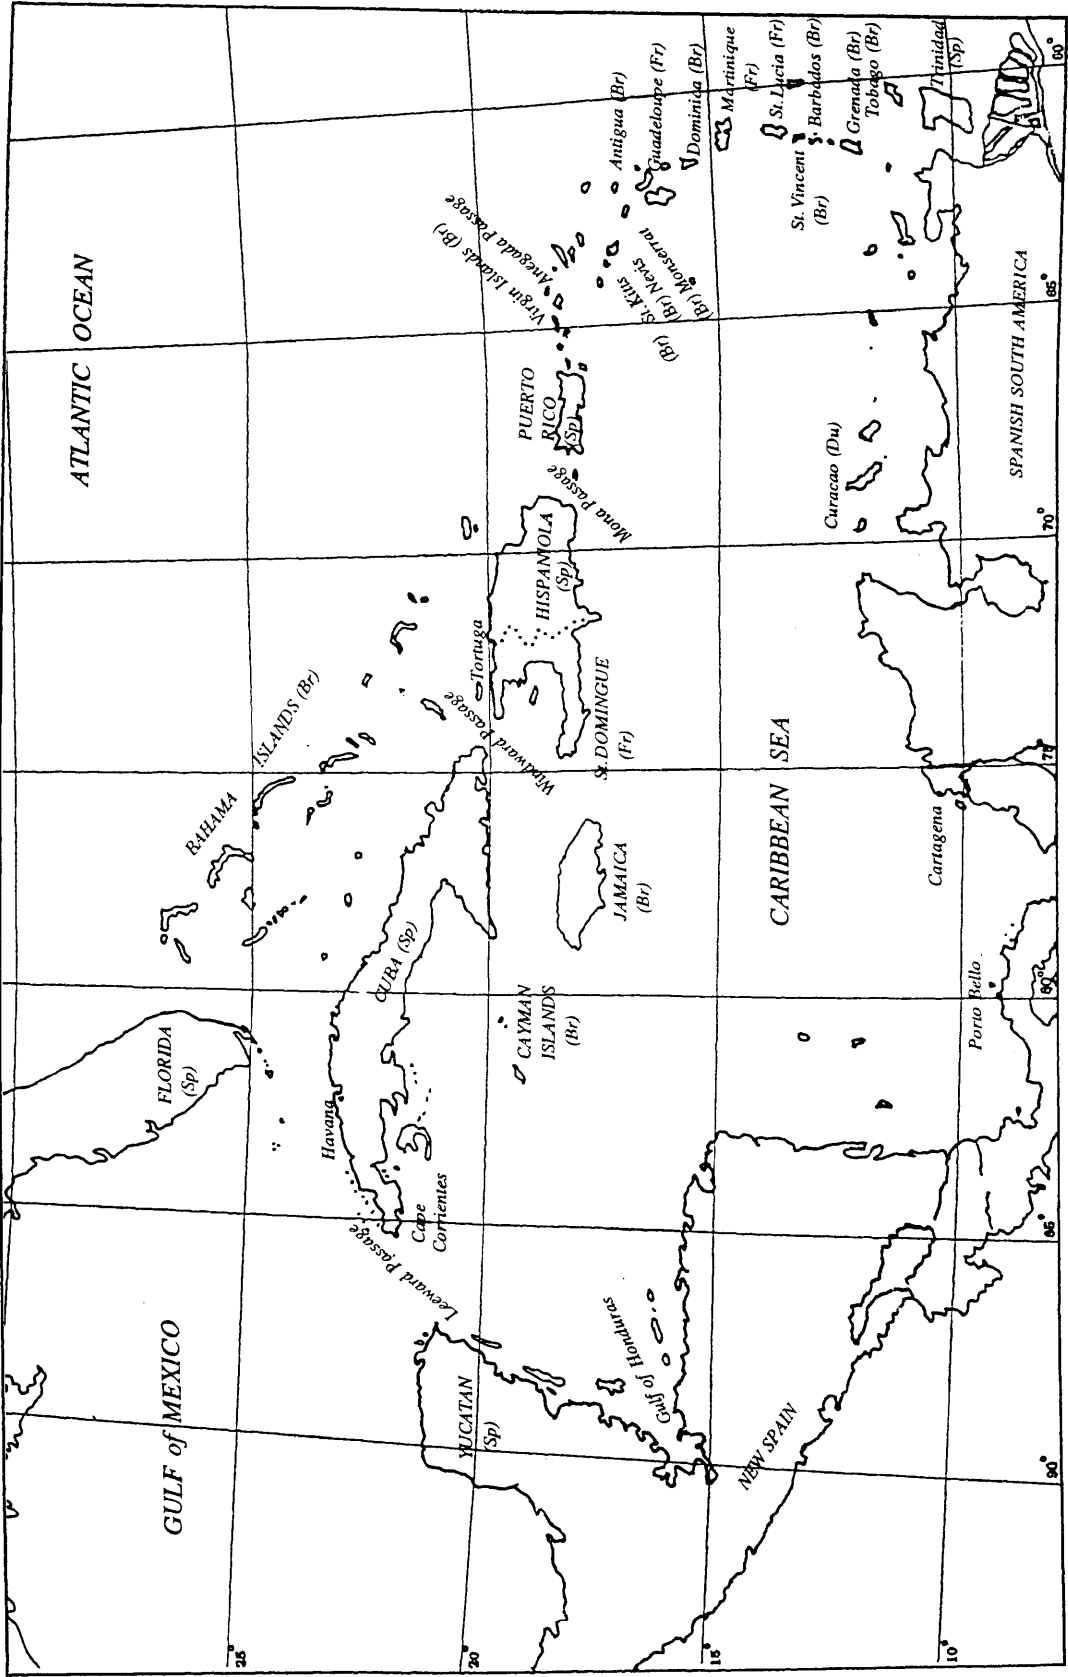 ATLANTIC OCEAN
GULF of MEXICO
FLORIDA
(Sp)
BAHAMA
ISLANDS (Br)
Havana
CUBA (Sp)
Cape
Corrientes
Leeward Passage
YUCATAN
(Sp)
Windward Passage
Tortuga
HISPANIOLA
(Sp)
St. DOMINGUE
(Fr)
Mona Passage
PUERTO
RICO
(Sp)
Virgin Islands (Br)
Anegada Passage
(Br) St. Kitts
(Br) Nevis
(Br) Monserrat
Antigua (Br)
Guadeloupe (Fr)
Dominica (Br)
Martinique
(Fr)
St. Lucia (Fr)
St. Vincent
(Br)
Barbados (Br)
Grenada (Br)
Tobago (Br)
Trinidad
(Sp)
CAYMAN
ISLANDS
(Br)
JAMAICA
(Br)
CARIBBEAN SEA
Gulf of Honduras
NEW SPAIN
Curacao (Du)
SPANISH SOUTH AMERICA
Cartagena
Porto Bello
25°
20°
15°
10°
90°
85°
80°
75
70°
65°
60°